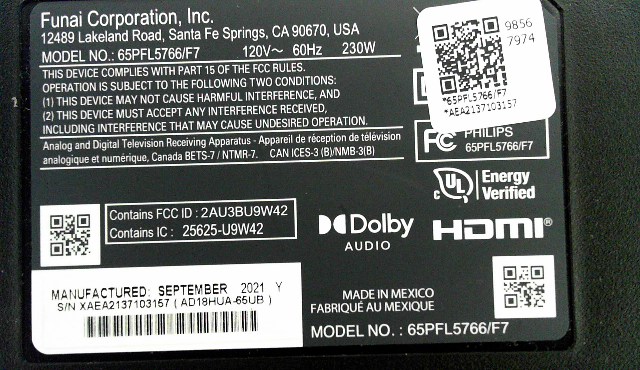 Funai Corporation, Inc.
12489 Lakeland Road, Santa Fe Springs, CA 90670, USA
MODEL NO.: 65PFL5766/F7 120V~ 60Hz 230W
THIS DEVICE COMPLIES WITH PART 15 OF THE FCC RULES.
OPERATION IS SUBJECT TO THE FOLLOWING TWO CONDITIONS:
(1) THIS DEVICE MAY NOT CAUSE HARMFUL INTERFERENCE, AND
(2) THIS DEVICE MUST ACCEPT ANY INTERFERENCE RECEIVED,
INCLUDING INTERFERENCE THAT MAY CAUSE UNDESIRED OPERATION.
Analog and Digital Television Receiving Apparatus - Appareil de réception de télévision
analogique et numérique, Canada BETS-7 / NTMR-7. CAN ICES-3 (B)/NMB-3(B)
9856
7974
*65PFL5766/F7
*AEA2137103157
FC PHILIPS
65PFL5766/F7
c UL Energy
Verified
Contains FCC ID : 2AU3BU9W42
Contains IC : 25625-U9W42
Dolby
AUDIO
HDMI®
MANUFACTURED: SEPTEMBER 2021 Y
S/N XAEA2137103157 ( AD18HUA-65UB )
MADE IN MEXICO
FABRIQUÉ AU MEXIQUE
MODEL NO. : 65PFL5766/F7